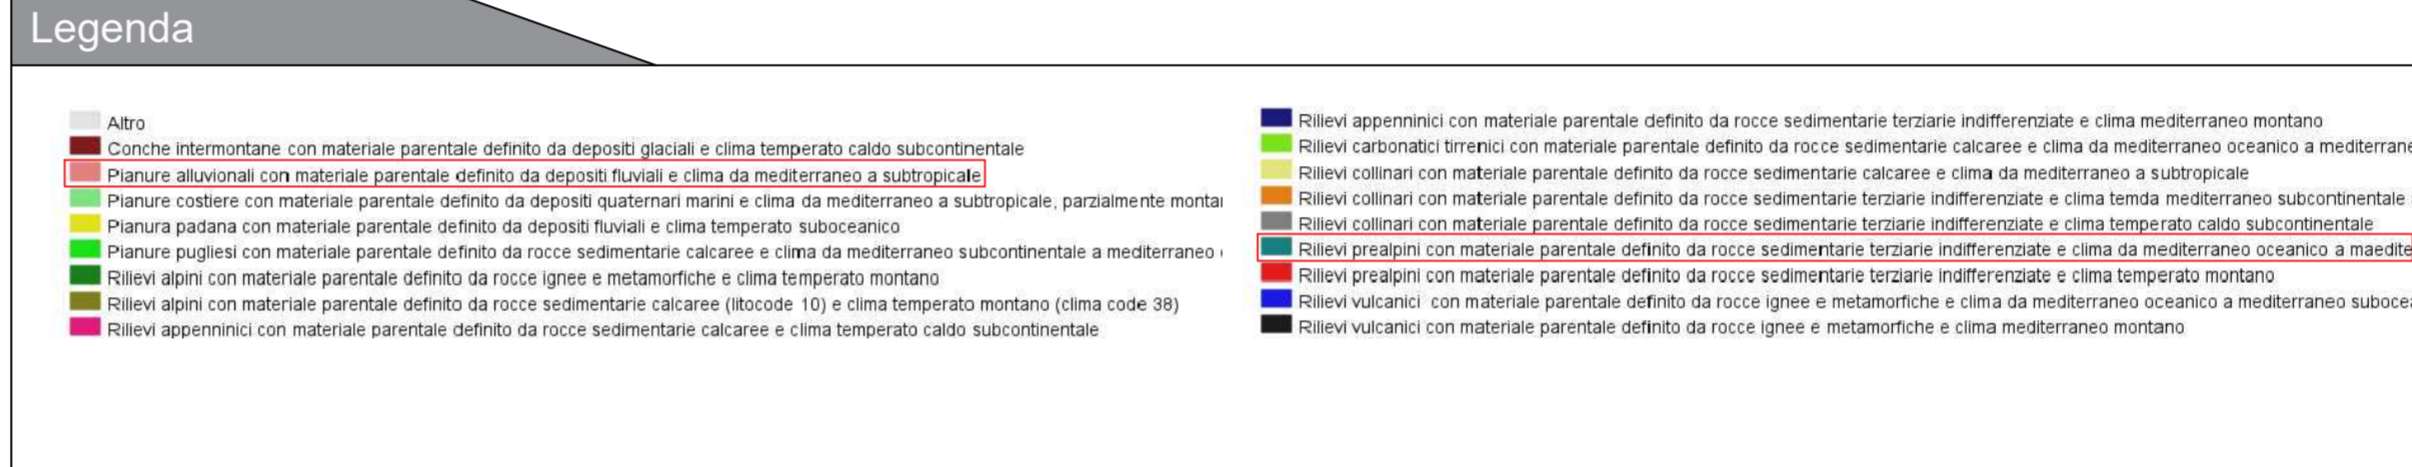 Legenda
Altro
Conche intermontane con materiale parentale definito da depositi glaciali e clima temperato caldo subcontinentale
Pianure alluvionali con materiale parentale definito da depositi fluviali e clima da mediterraneo a subtropicale
Pianure costiere con materiale parentale definito da depositi quaternari marini e clima da mediterraneo a subtropicale, parzialmente montan
Pianura padana con materiale parentale definito da depositi fluviali e clima temperato suboceanico
Pianure pugliesi con materiale parentale definito da rocce sedimentarie calcaree e clima da mediterraneo subcontinentale a mediterraneo
Rilievi alpini con materiale parentale definito da rocce ignee e metamorfiche e clima temperato montano
Rilievi alpini con materiale parentale definito da rocce sedimentarie calcaree (litocode 10) e clima temperato montano (clima code 38)
Rilievi appenninici con materiale parentale definito da rocce sedimentarie calcaree e clima temperato caldo subcontinentale
Rilievi appenninici con materiale parentale definito da rocce sedimentarie terziarie indifferenziate e clima mediterraneo montano
Rilievi carbonatici tirrenici con materiale parentale definito da rocce sedimentarie calcaree e clima da mediterraneo oceanico a mediterrane
Rilievi collinari con materiale parentale definito da rocce sedimentarie calcaree e clima da mediterraneo a subtropicale
Rilievi collinari con materiale parentale definito da rocce sedimentarie terziarie indifferenziate e clima temda mediterraneo subcontinentale
Rilievi collinari con materiale parentale definito da rocce sedimentarie terziarie indifferenziate e clima temperato caldo subcontinentale
Rilievi prealpini con materiale parentale definito da rocce sedimentarie terziarie indifferenziate e clima da mediterraneo oceanico a maedite
Rilievi prealpini con materiale parentale definito da rocce sedimentarie terziarie indifferenziate e clima temperato montano
Rilievi vulcanici con materiale parentale definito da rocce ignee e metamorfiche e clima da mediterraneo oceanico a mediterraneo suboce
Rilievi vulcanici con materiale parentale definito da rocce ignee e metamorfiche e clima mediterraneo montano